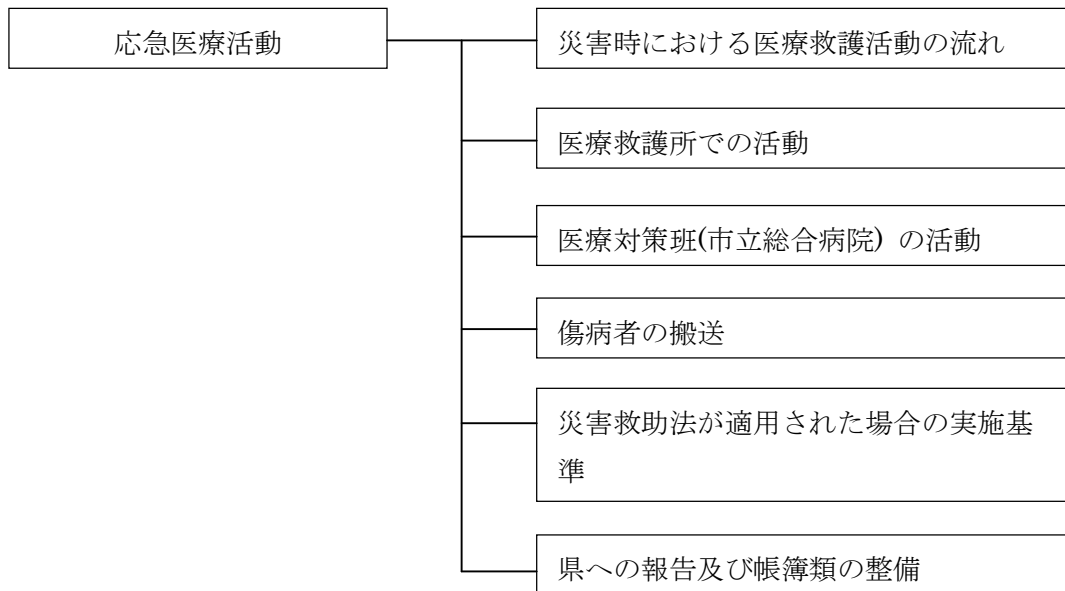 応急医療活動
災害時における医療救護活動の流れ
医療救護所での活動
医療対策班(市立総合病院) の活動
傷病者の搬送
災害救助法が適用された場合の実施基
準
県への報告及び帳簿類の整備